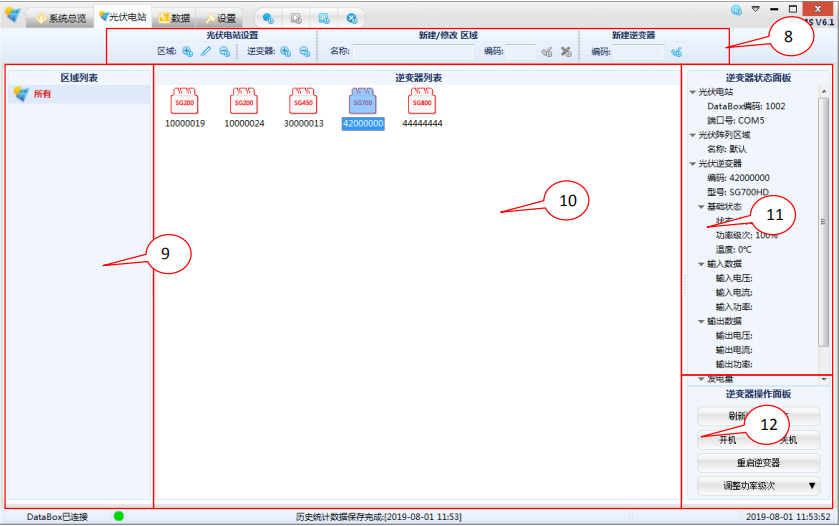 系统总览 光伏电站 数据 设置
V6.1
光伏电站设置 新建/修改 区域 新建逆变器
区域: 逆变器: 名称: 编码: 编码:
8
区域列表
所有
逆变器列表
SG200 SG200 SG450 SG700 SG800
10000019 10000024 30000013 42000000 44444444
9
10
逆变器状态面板
光伏电站
DataBox编码: 1002
端口号: COM5
光伏阵列区域
名称: 默认
光伏逆变器
编码: 42000000
型号: SG700HD
基础状态
11
功率级次: 100%
温度: 0℃
输入数据
输入电压:
输入电流:
输入功率:
输出数据
输出电压:
输出电流:
输出功率:
发电量
逆变器操作面板
刷新
12
开机 关机
重启逆变器
调整功率级次
DataBox已连接 历史统计数据保存完成:[2019-08-01 11:53] 2019-08-01 11:53:52